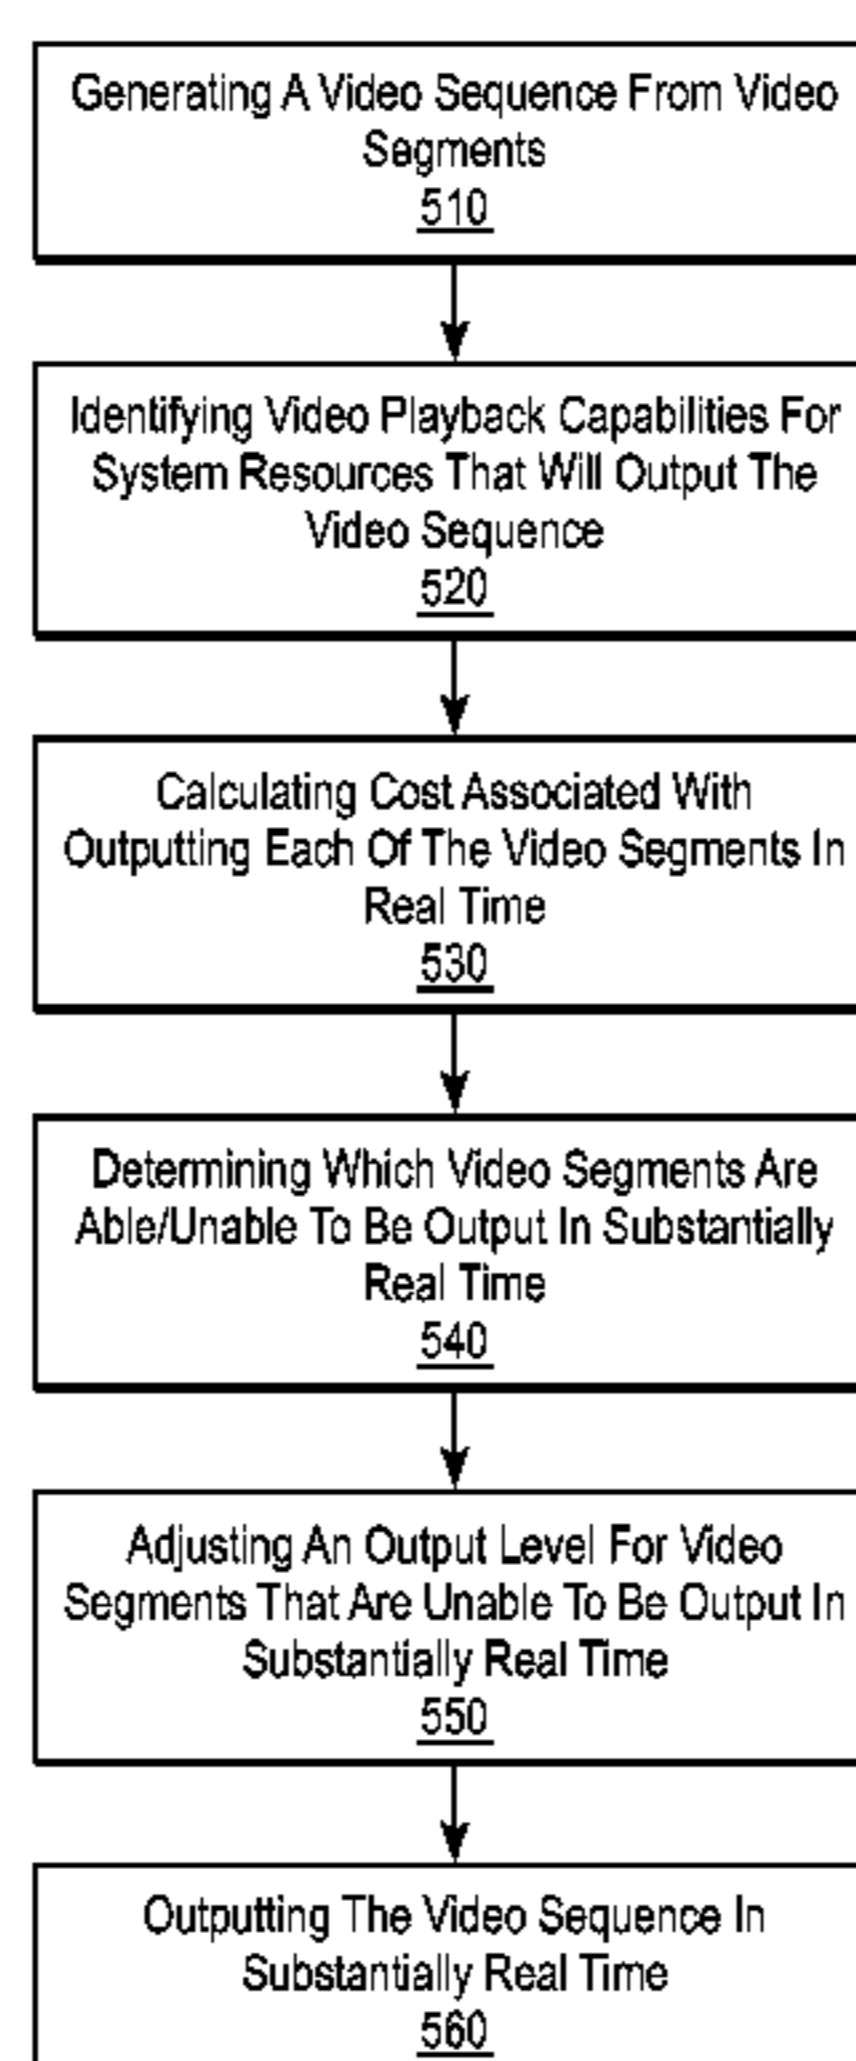 Generating A Video Sequence From Video
Segments
510
Identifying Video Playback Capabilities For
System Resources That Will Output The
Video Sequence
520
Calculating Cost Associated With
Outputting Each Of The Video Segments In
Real Time
530
Determining Which Video Segments Are
Able/Unable To Be Output In Substantially
Real Time
540
Adjusting An Output Level For Video
Segments That Are Unable To Be Output In
Substantially Real Time
550
Outputting The Video Sequence In
Substantially Real Time
560